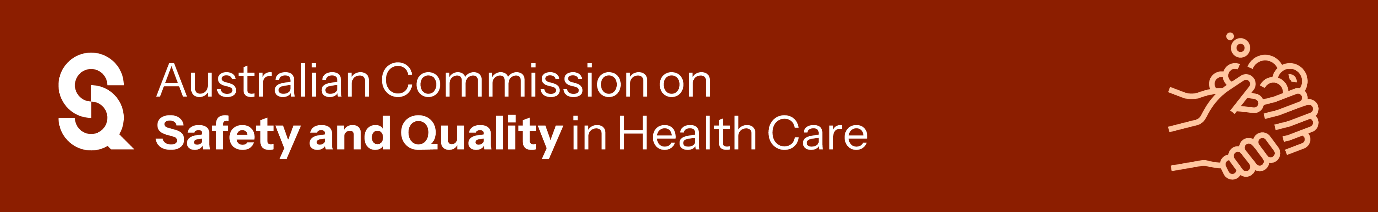 Australian Commission on
Safety and Quality in Health Care